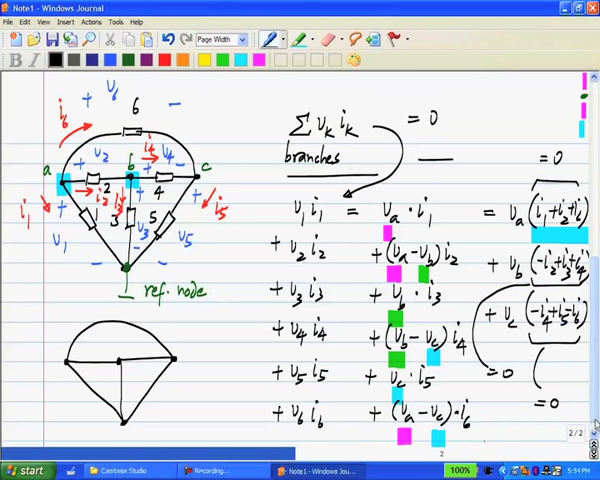 Note1 - Windows Journal
File Edit View Insert Actions Tools Help
Page Width
B I
+ v6 -
i6 6
i4
a + v2 b + v4 - c
2 4
i2 i3 +
i1 + 1 3 5 + i5
v1 v3 v5
- - -
ref. node
Σ vk ik = 0
branches
= 0
v1 i1 = va · i1 = va (i1+i2+i6)
+ v2 i2 + (va - vb) i2 + vb (-i2+i3+i4)
+ v3 i3 + vb · i3 + vc (-i4+i5-i6)
+ v4 i4 + (vb - vc) i4
+ v5 i5 + vc · i5 = 0
= 0
+ v6 i6 + (va - vc) · i6
2/2
2
start Camtasia Studio Recording... Note1 - Windows Journal 100% 5:54 PM